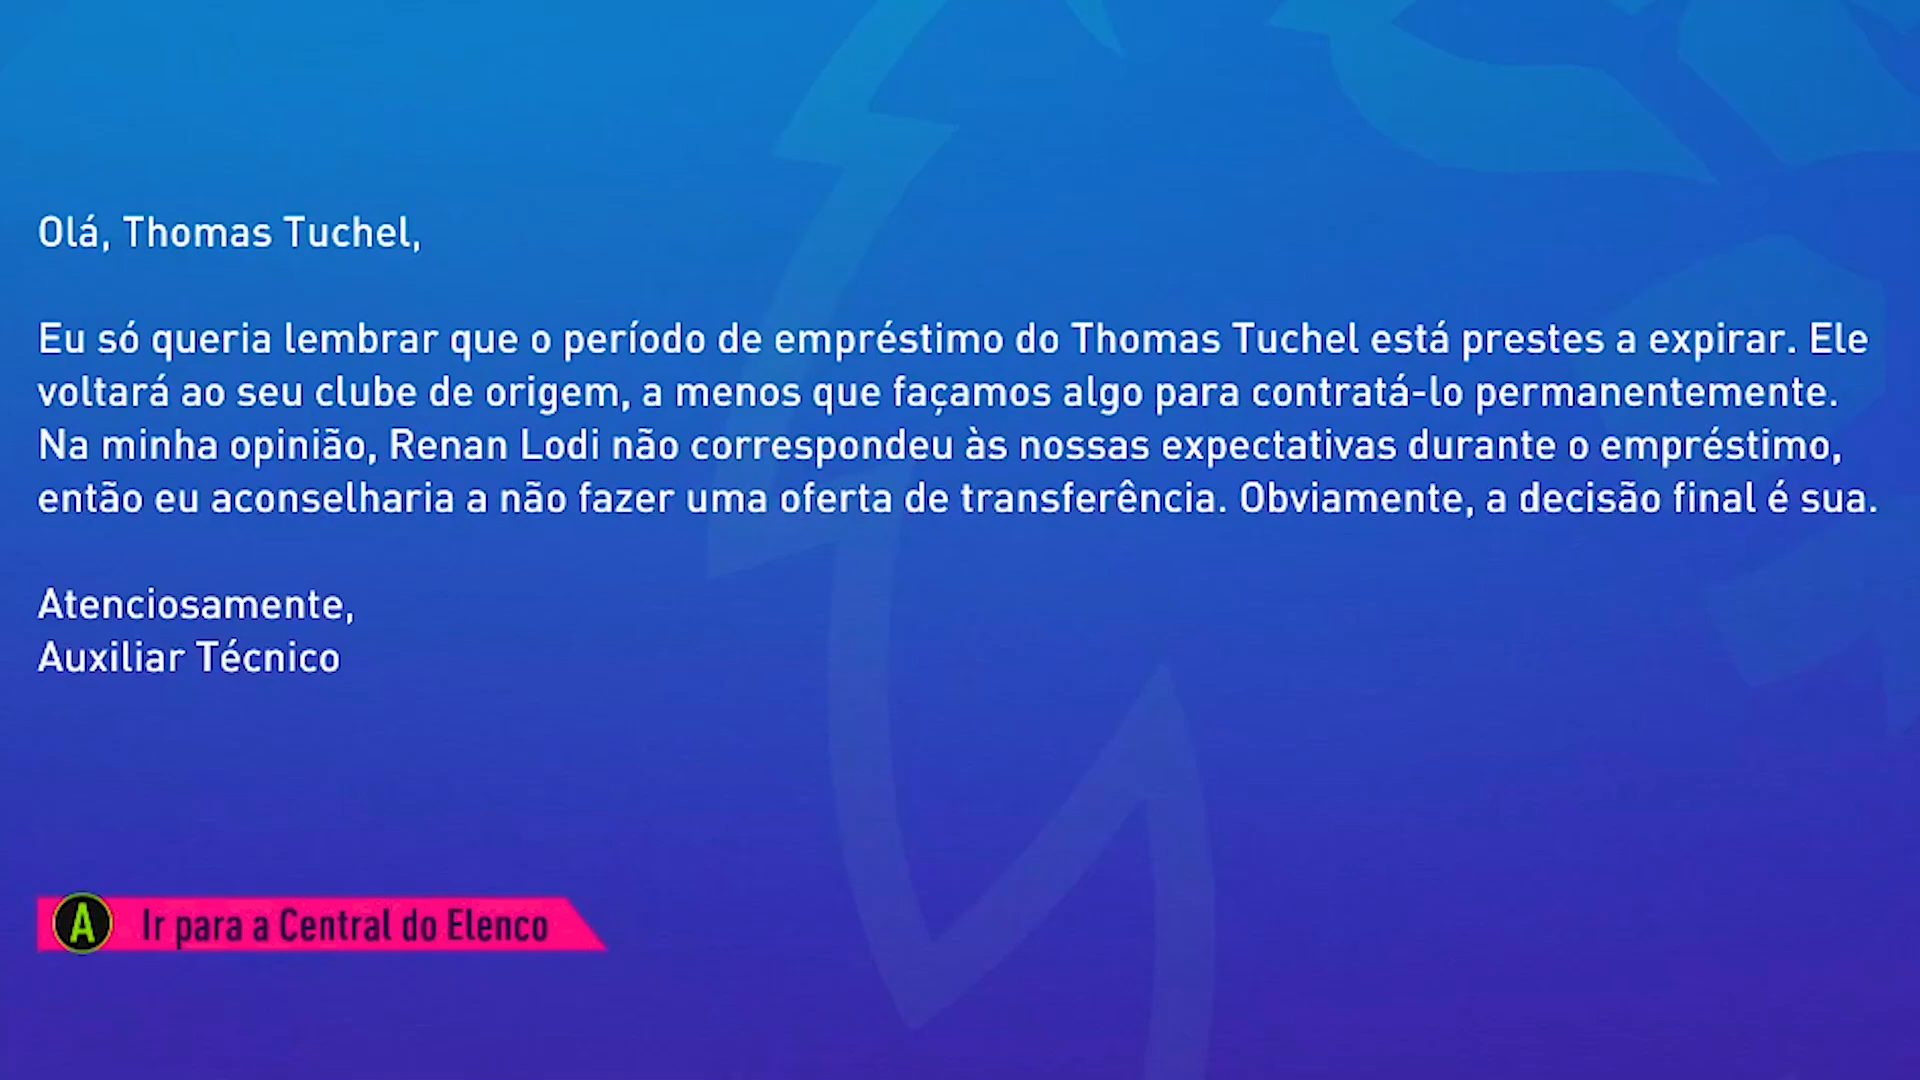 Olá, Thomas Tuchel,
Eu só queria lembrar que o período de empréstimo do Thomas Tuchel está prestes a expirar. Ele
voltará ao seu clube de origem, a menos que façamos algo para contratá-lo permanentemente.
Na minha opinião, Renan Lodi não correspondeu às nossas expectativas durante o empréstimo,
então eu aconselharia a não fazer uma oferta de transferência. Obviamente, a decisão final é sua.
Atenciosamente,
Auxiliar Técnico
A Ir para a Central do Elenco